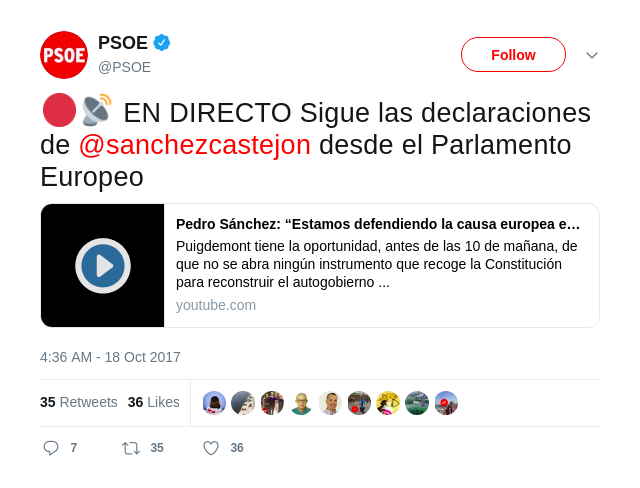 PSOE
PSOE
@PSOE
Follow
EN DIRECTO Sigue las declaraciones
de @sanchezcastejon desde el Parlamento
Europeo
Pedro Sánchez: “Estamos defendiendo la causa europea e…
Puigdemont tiene la oportunidad, antes de las 10 de mañana, de
que no se abra ningún instrumento que recoge la Constitución
para reconstruir el autogobierno ...
youtube.com
4:36 AM - 18 Oct 2017
35 Retweets 36 Likes
7 35 36